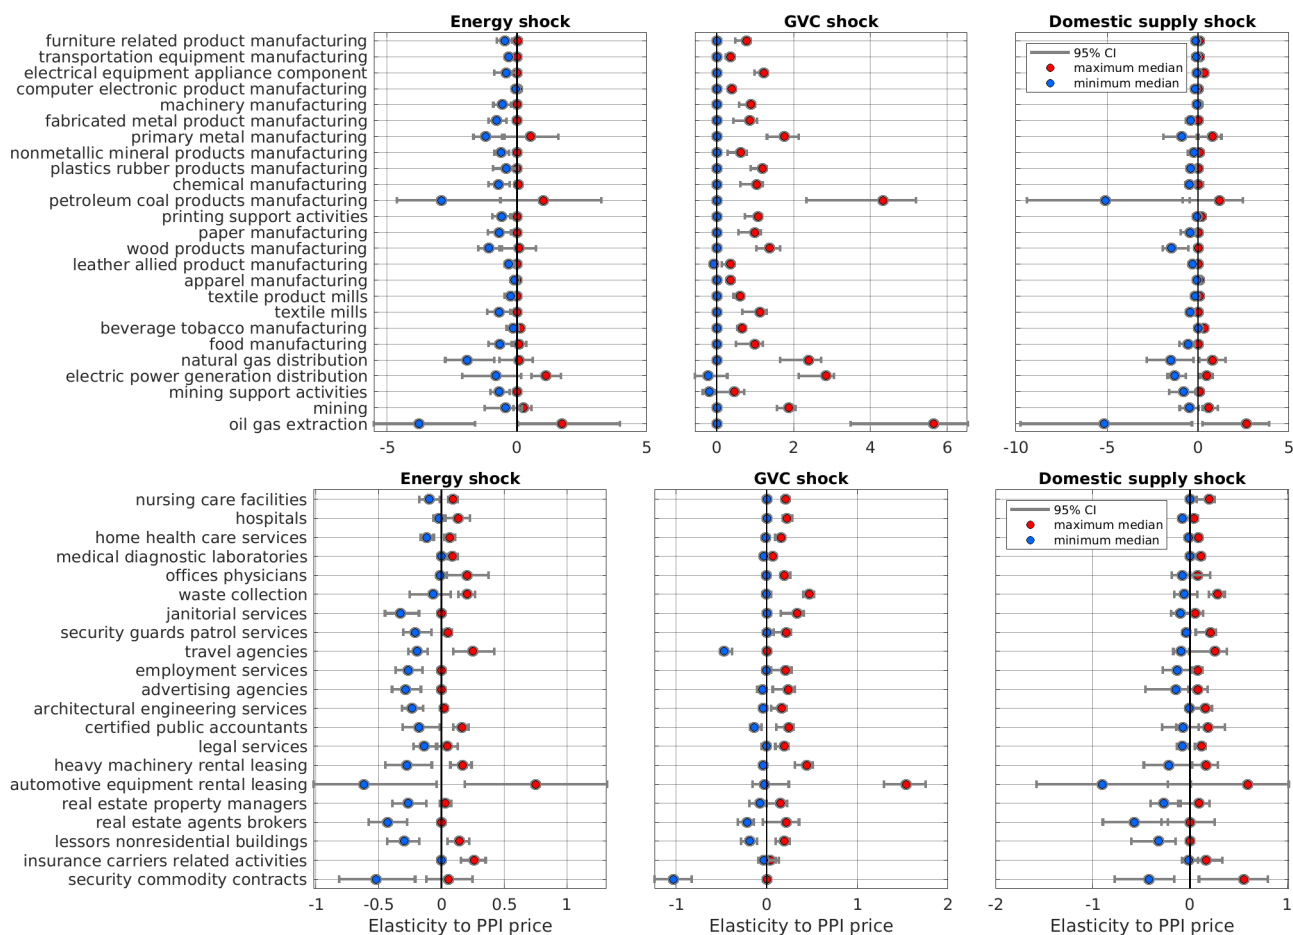 Energy shock
GVC shock
Domestic supply shock
furniture related product manufacturing
transportation equipment manufacturing
electrical equipment appliance component
computer electronic product manufacturing
machinery manufacturing
fabricated metal product manufacturing
primary metal manufacturing
nonmetallic mineral products manufacturing
plastics rubber products manufacturing
chemical manufacturing
petroleum coal products manufacturing
printing support activities
paper manufacturing
wood products manufacturing
leather allied product manufacturing
apparel manufacturing
textile product mills
textile mills
beverage tobacco manufacturing
food manufacturing
natural gas distribution
electric power generation distribution
mining support activities
mining
oil gas extraction
95% CI
maximum median
minimum median
-5 0 5
0 2 4 6
-10 -5 0 5
Energy shock
GVC shock
Domestic supply shock
nursing care facilities
hospitals
home health care services
medical diagnostic laboratories
offices physicians
waste collection
janitorial services
security guards patrol services
travel agencies
employment services
advertising agencies
architectural engineering services
certified public accountants
legal services
heavy machinery rental leasing
automotive equipment rental leasing
real estate property managers
real estate agents brokers
lessors nonresidential buildings
insurance carriers related activities
security commodity contracts
95% CI
maximum median
minimum median
-1 -0.5 0 0.5 1
-1 0 1 2
-2 -1 0 1
Elasticity to PPI price
Elasticity to PPI price
Elasticity to PPI price